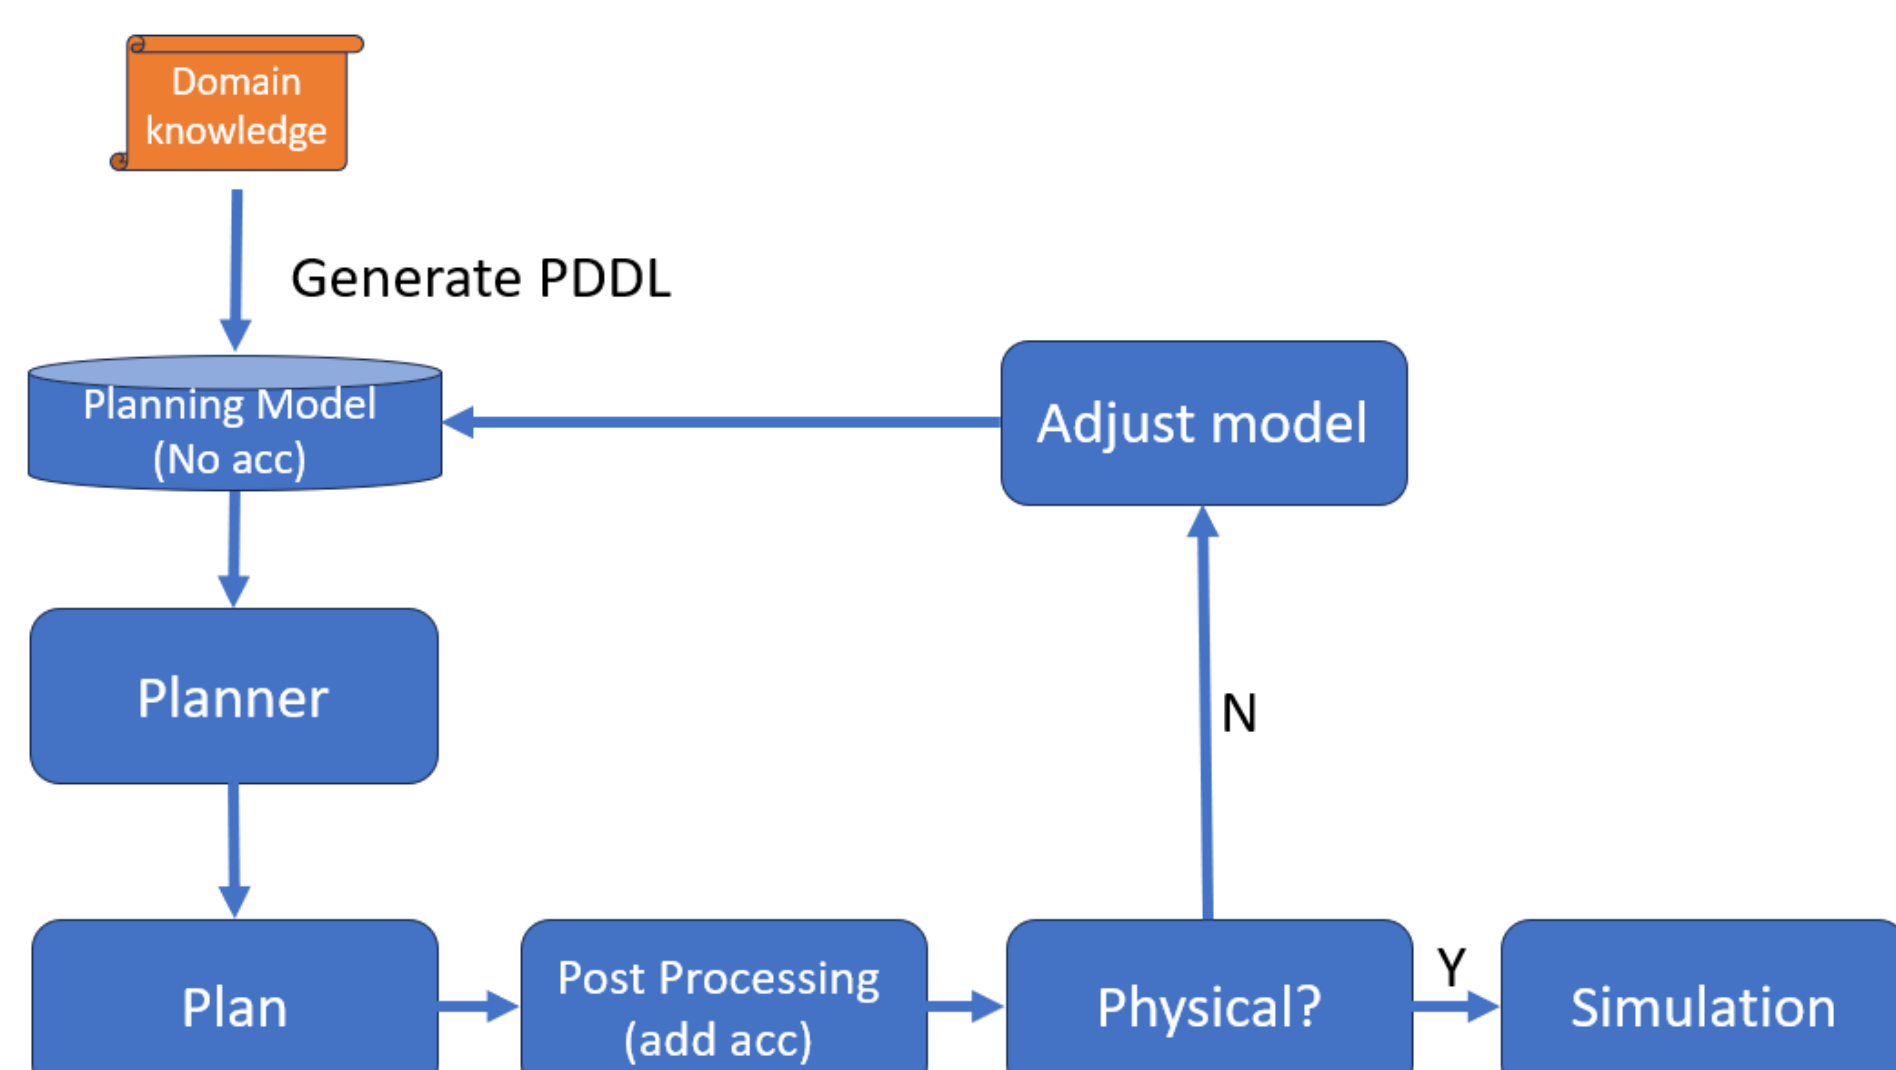 Domain
knowledge
Generate PDDL
Planning Model
(No acc)
Adjust model
Planner
N
Plan
Post Processing
(add acc)
Physical?
Y
Simulation